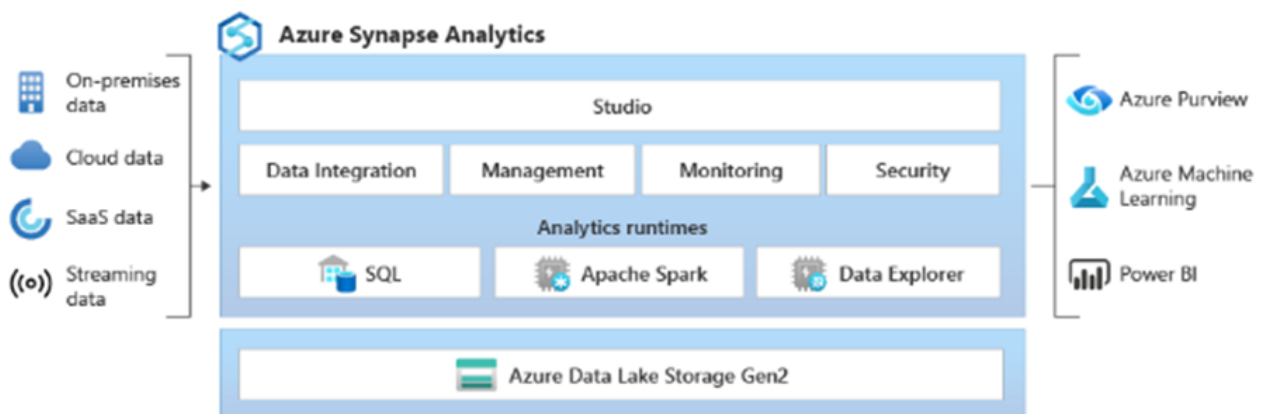 Azure Synapse Analytics
On-premises
data
Cloud data
SaaS data
Streaming
data
Studio
Data Integration
Management
Monitoring
Security
Analytics runtimes
SQL
Apache Spark
Data Explorer
Azure Data Lake Storage Gen2
Azure Purview
Azure Machine
Learning
Power BI